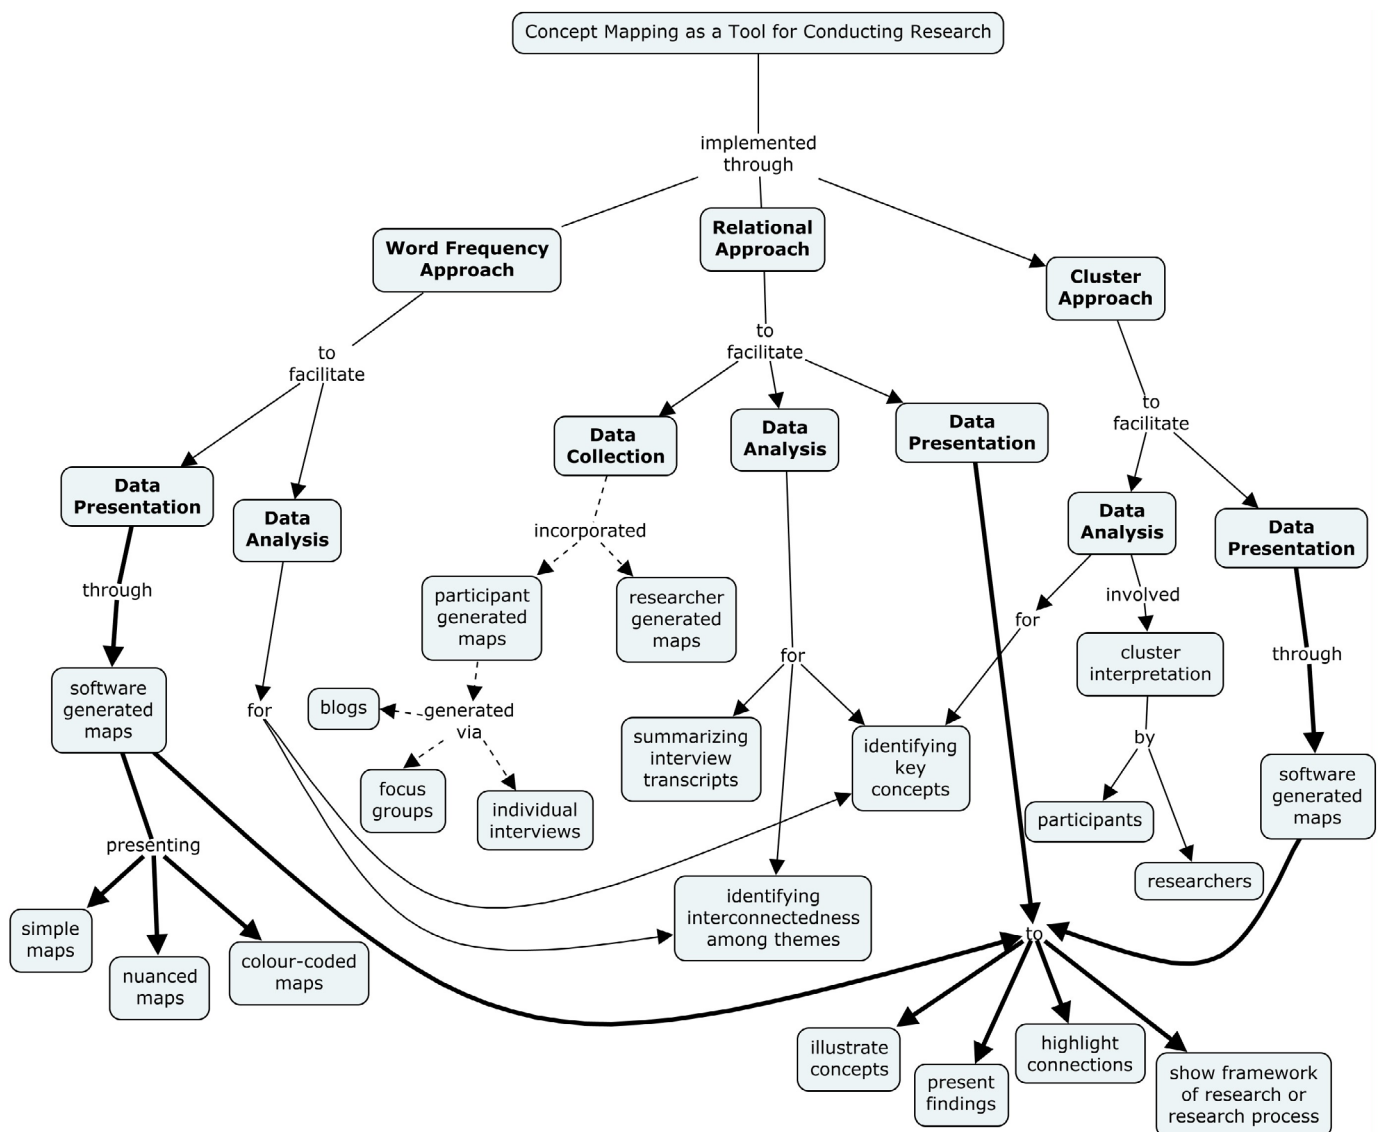 Concept Mapping as a Tool for Conducting Research
implemented
through
Word Frequency
Approach
Relational
Approach
Cluster
Approach
to
facilitate
to
facilitate
to
facilitate
Data
Presentation
Data
Analysis
Data
Collection
Data
Analysis
Data
Presentation
Data
Analysis
Data
Presentation
through
incorporated
for
involved
through
participant
generated
maps
researcher
generated
maps
cluster
interpretation
software
generated
maps
for
blogs
generated
via
for
by
summarizing
interview
transcripts
identifying
key
concepts
software
generated
maps
focus
groups
individual
interviews
participants
researchers
presenting
identifying
interconnectedness
among themes
simple
maps
nuanced
maps
colour-coded
maps
to
illustrate
concepts
present
findings
highlight
connections
show framework
of research or
research process